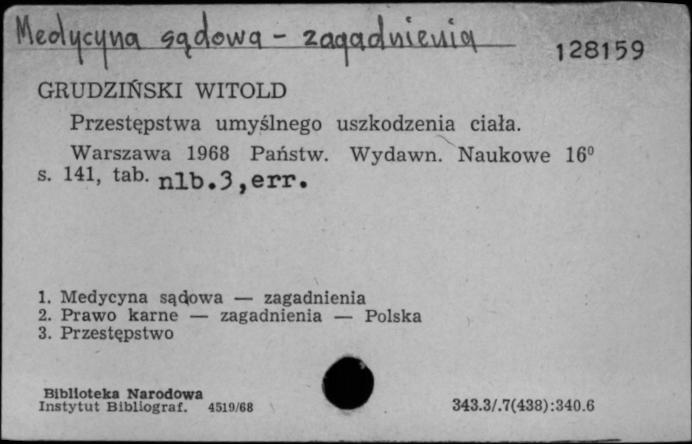 Medycyna sądowa - zagadnienia
128159
GRUDZIŃSKI WITOLD
Przestępstwa umyślnego uszkodzenia ciała.
Warszawa 1968 Państw. Wydawn. Naukowe 16⁰
s. 141, tab. nlb.3,err.
1. Medycyna sądowa — zagadnienia
2. Prawo karne — zagadnienia — Polska
3. Przestępstwo
Biblioteka Narodowa
Instytut Bibliograf. 4519/68
343.3/.7(438):340.6